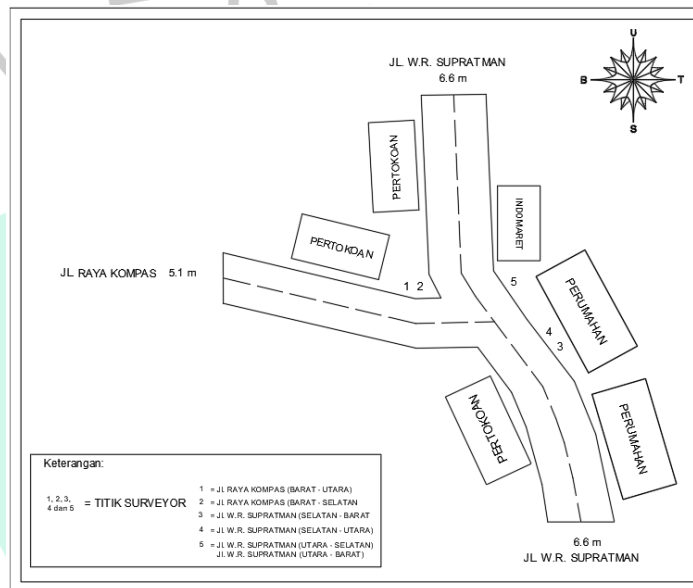 U
B T
S
JL. W.R. SUPRATMAN
6.6 m
PERTOKOAN
INDOMARET
PERTOKOAN
JL. RAYA KOMPAS 5.1 m
1 2
5
PERUMAHAN
4
3
PERTOKOAN
PERUMAHAN
6.6 m
JL. W.R. SUPRATMAN
Keterangan:
1, 2, 3,
4 dan 5 = TITIK SURVEYOR
1 = Jl. RAYA KOMPAS (BARAT - UTARA)
2 = Jl. RAYA KOMPAS (BARAT - SELATAN
3 = Jl. W.R. SUPRATMAN (SELATAN - BARAT
4 = Jl. W.R. SUPRATMAN (SELATAN - UTARA)
5 = Jl. W.R. SUPRATMAN (UTARA - SELATAN)
Jl. W.R. SUPRATMAN (UTARA - BARAT)